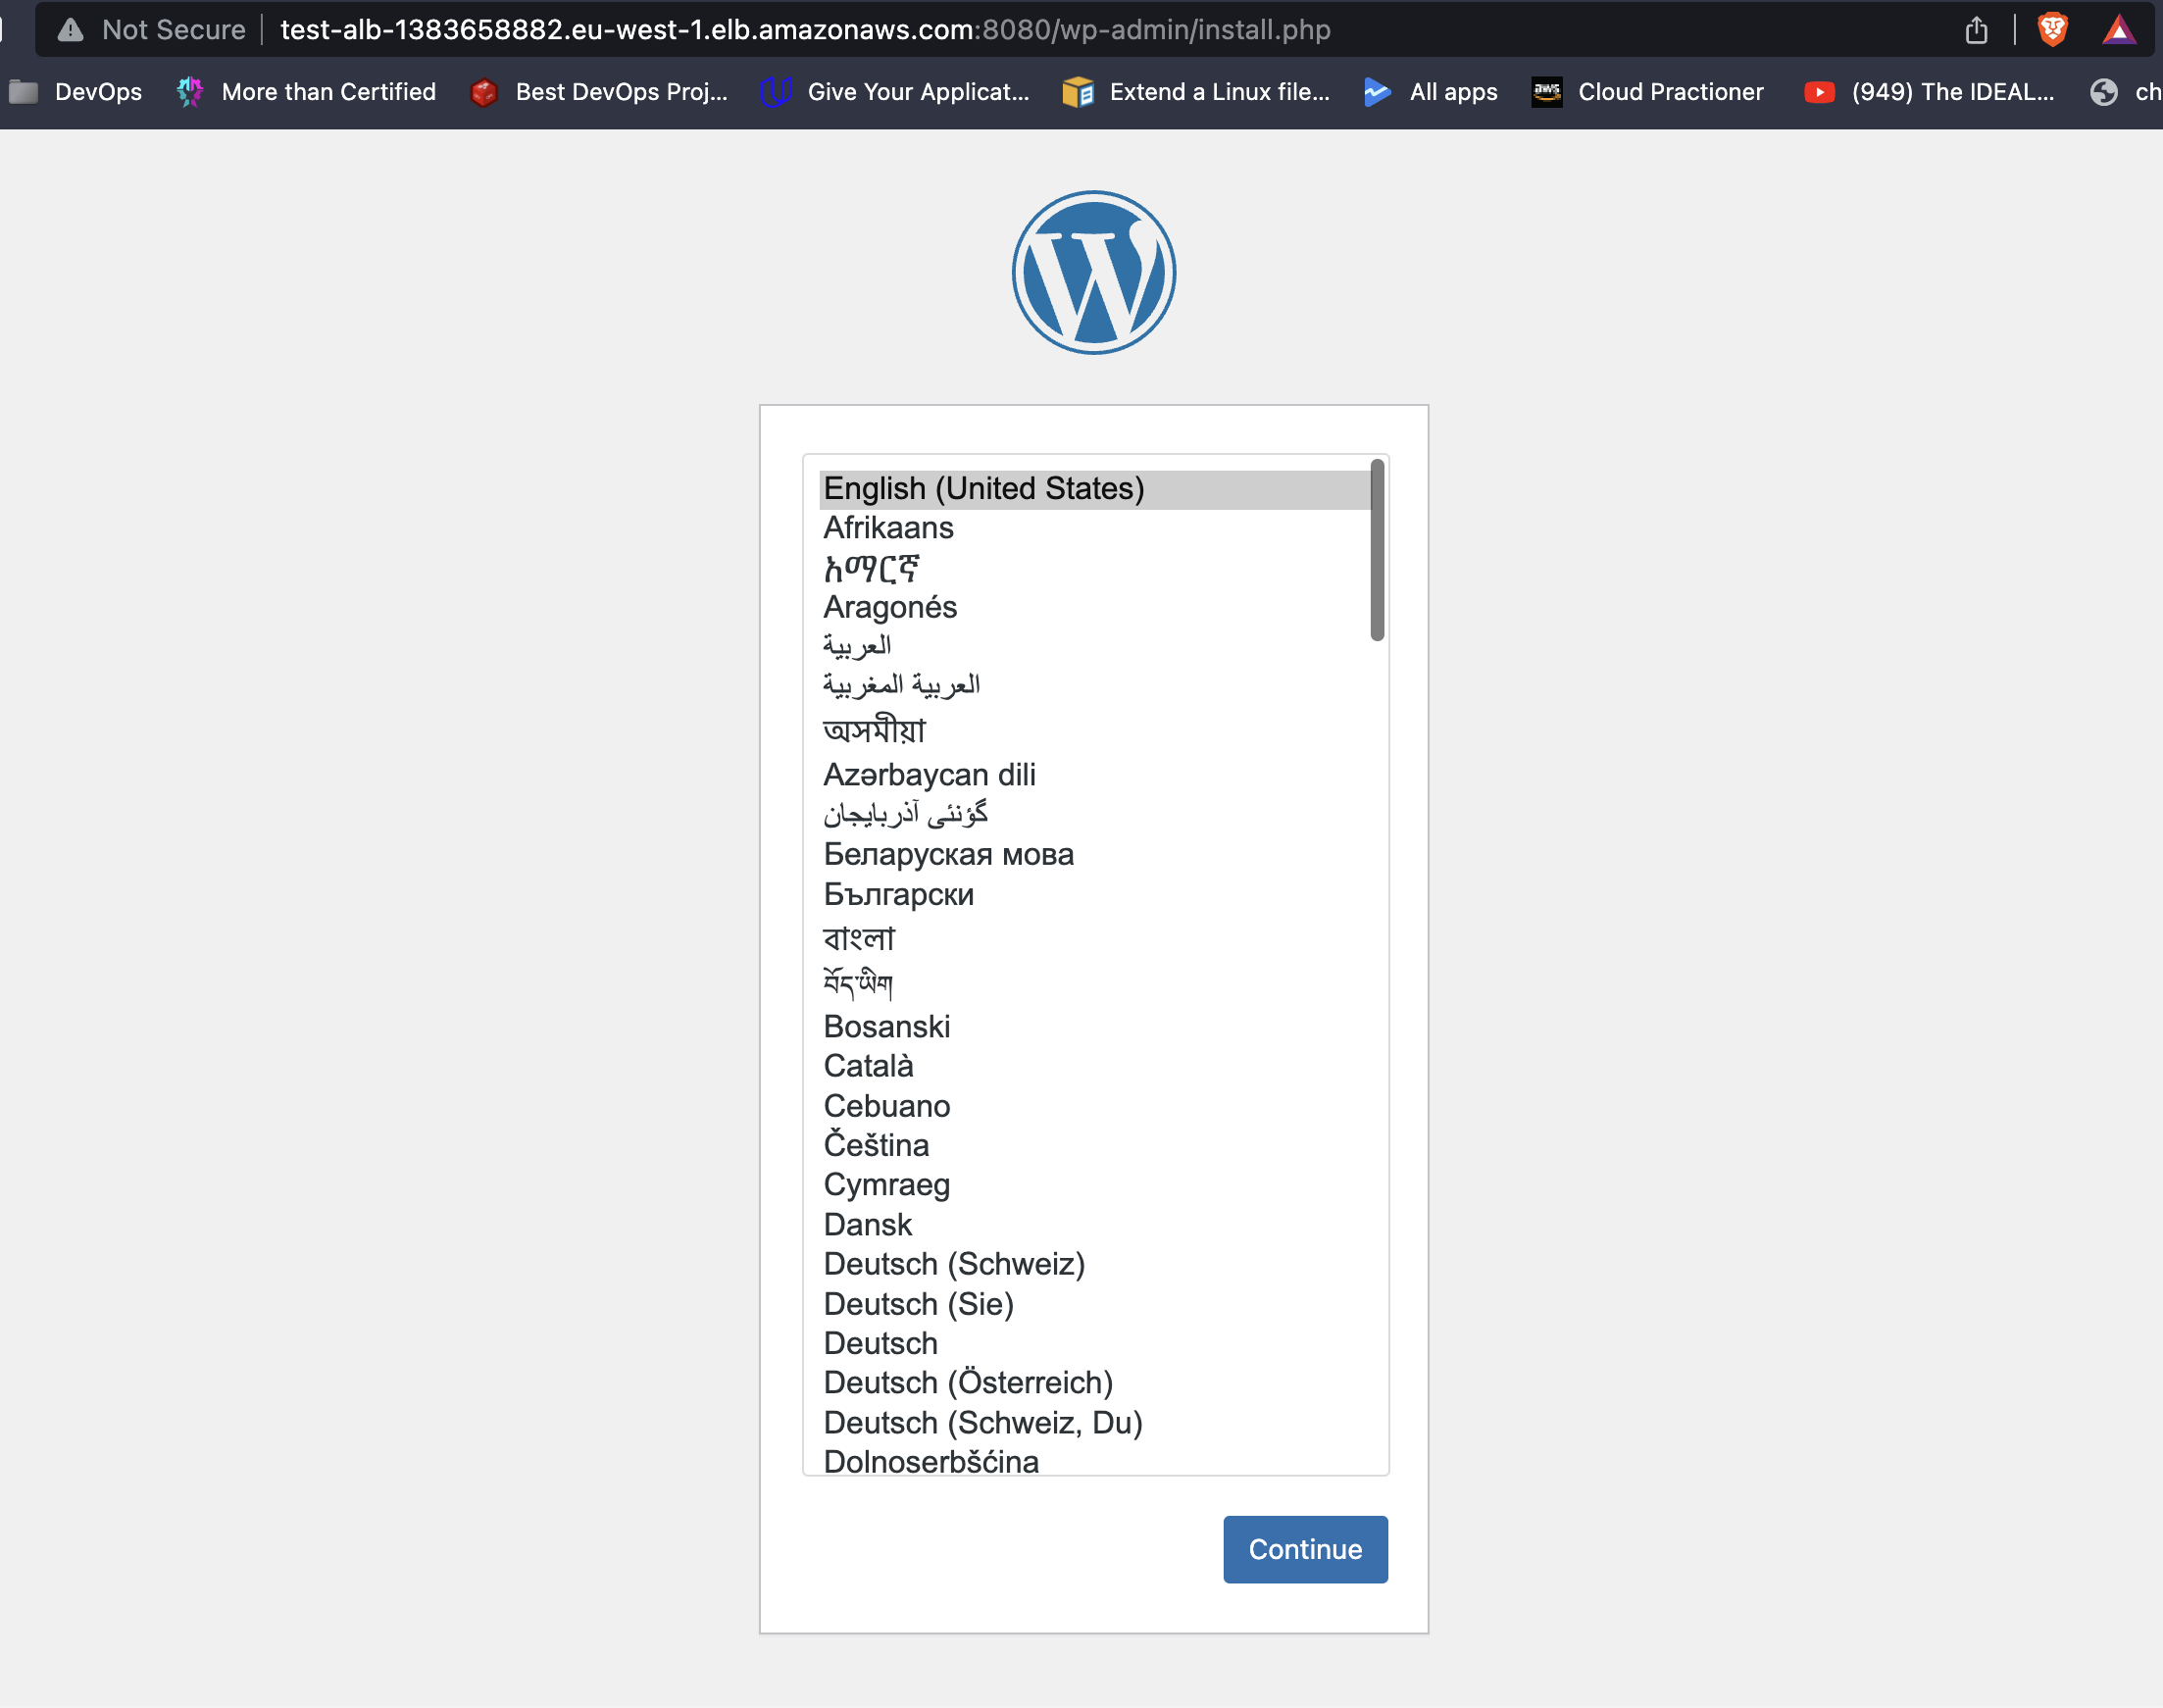 Not Secure test-alb-1383658882.eu-west-1.elb.amazonaws.com:8080/wp-admin/install.php
DevOps More than Certified Best DevOps Proj... Give Your Applicat... Extend a Linux file... All apps aws Cloud Practioner (949) The IDEAL... ch
W
English (United States)
Afrikaans
አማርኛ
Aragonés
العربية
العربية المغربية
অসমীয়া
Azərbaycan dili
گؤنئی آذربایجان
Беларуская мова
Български
বাংলা
བོད་ཡིག
Bosanski
Català
Cebuano
Čeština
Cymraeg
Dansk
Deutsch (Schweiz)
Deutsch (Sie)
Deutsch
Deutsch (Österreich)
Deutsch (Schweiz, Du)
Dolnoserbšćina
Continue